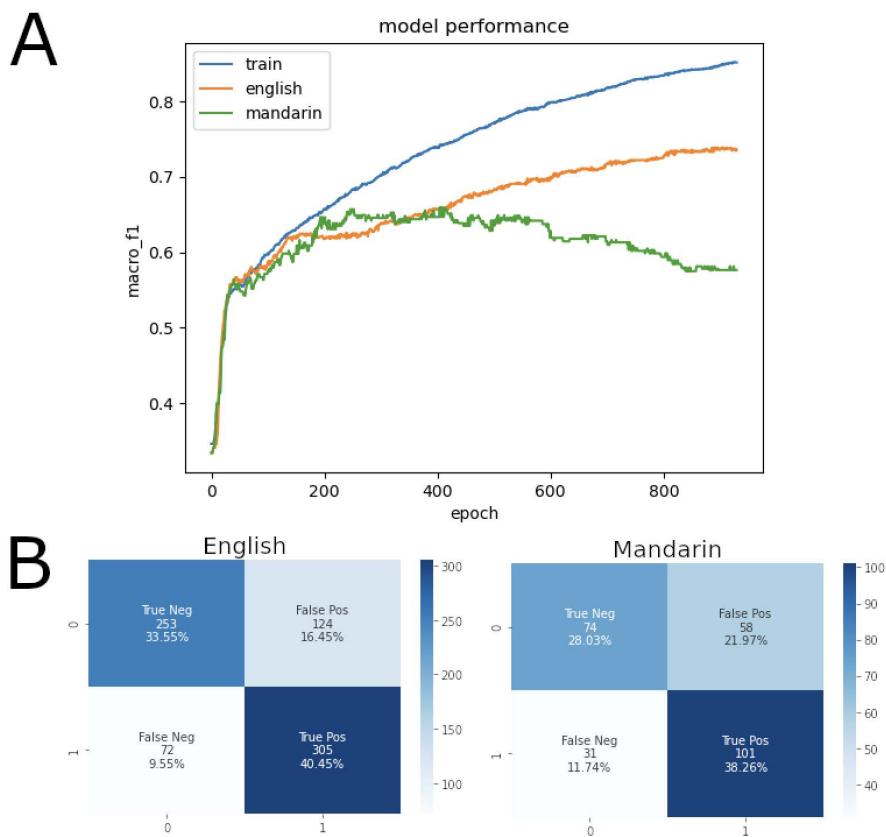 A
model performance
train
english
mandarin
macro_f1
0.8
0.7
0.6
0.5
0.4
0 200 400 600 800
epoch
B
English
0
1
True Neg
253
33.55%
False Pos
124
16.45%
False Neg
72
9.55%
True Pos
305
40.45%
0 1
300
250
200
150
100
Mandarin
0
1
True Neg
74
28.03%
False Pos
58
21.97%
False Neg
31
11.74%
True Pos
101
38.26%
0 1
100
90
80
70
60
50
40